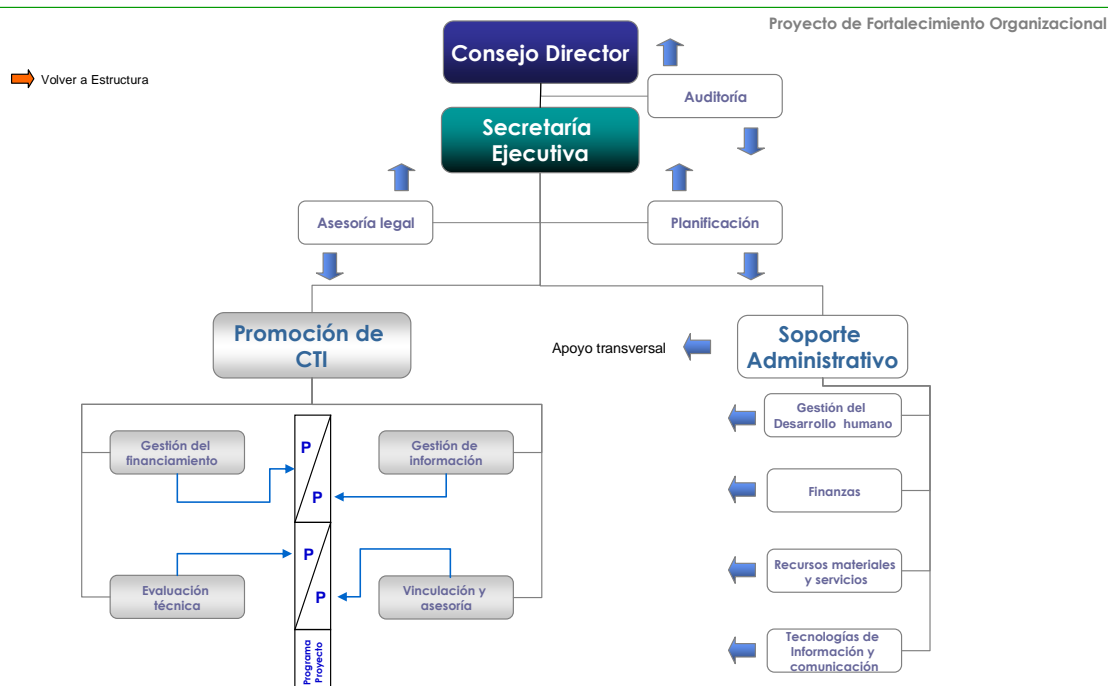 Proyecto de Fortalecimiento Organizacional
Consejo Director
Volver a Estructura
Auditoría
Secretaría
Ejecutiva
Asesoría legal
Planificación
Promoción de
CTI
Apoyo transversal
Soporte
Administrativo
Gestión del
Desarrollo humano
Gestión del
financiamiento
P
Gestión de
información
P
Finanzas
P
Recursos materiales
y servicios
Evaluación
técnica
P
Vinculación y
asesoría
Programa
Proyecto
Tecnologías de
Información y
comunicación